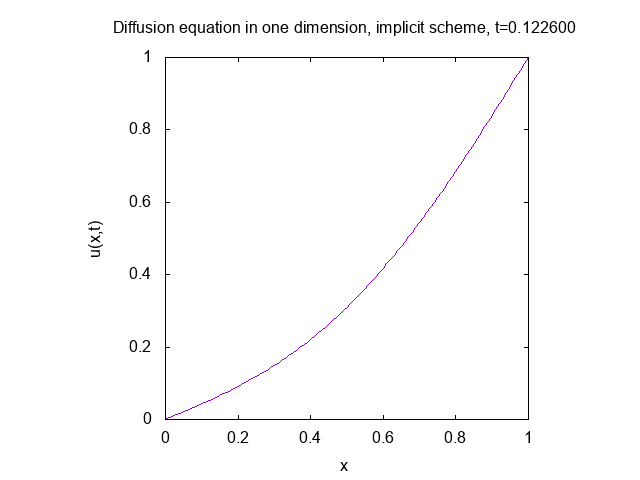 Diffusion equation in one dimension, implicit scheme, t=0.122600
1
0.8
0.6
0.4
0.2
0
u(x,t)
0 0.2 0.4 0.6 0.8 1
x